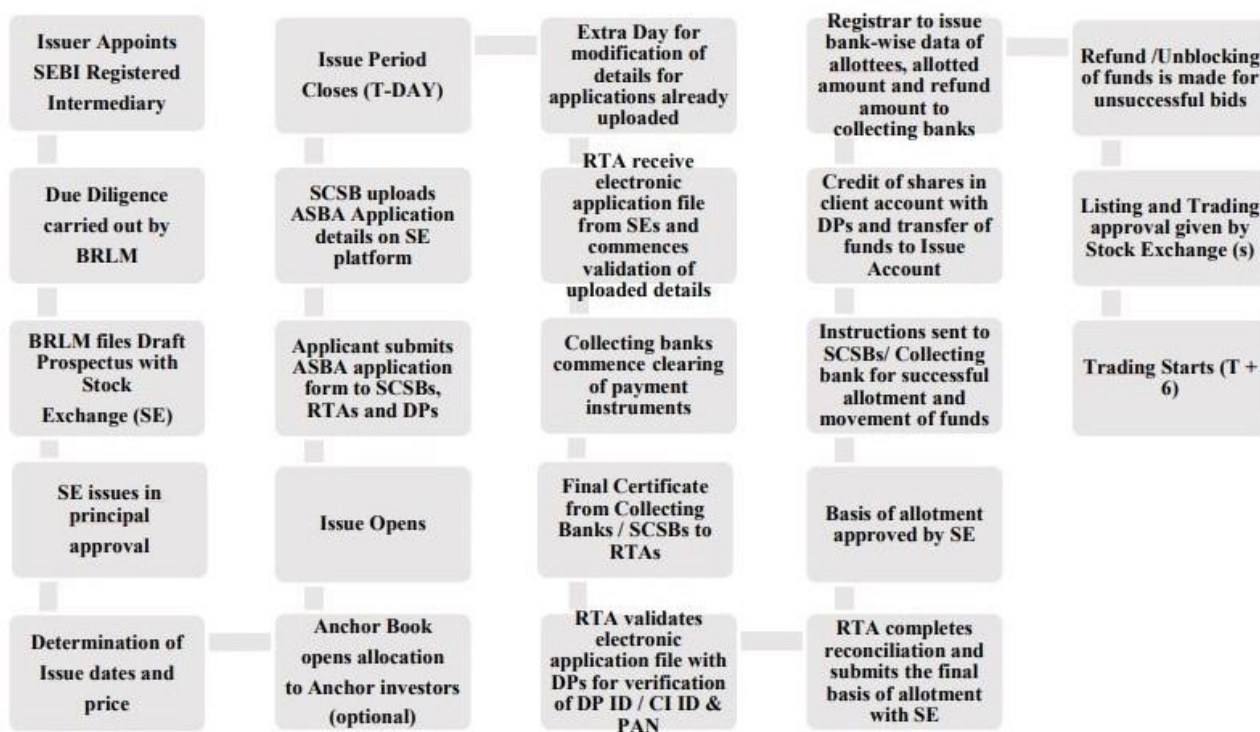 Issuer Appoints
SEBI Registered
Intermediary
Due Diligence
carried out by
BRLM
BRLM files Draft
Prospectus with
Stock
Exchange (SE)
SE issues in
principal
approval
Determination of
Issue dates and
price
Anchor Book
opens allocation
to Anchor investors
(optional)
Issue Opens
Applicant submits
ASBA application
form to SCSBs,
RTAs and DPs
SCSB uploads
ASBA Application
details on SE
platform
Issue Period
Closes (T-DAY)
Extra Day for
modification of
details for
applications already
uploaded
RTA receive
electronic
application file
from SEs and
commences
validation of
uploaded details
Collecting banks
commence clearing
of payment
instruments
Final Certificate
from Collecting
Banks / SCSBs to
RTAs
RTA validates
electronic
application file with
DPs for verification
of DP ID / CI ID &
PAN
RTA completes
reconciliation and
submits the final
basis of allotment
with SE
Basis of allotment
approved by SE
Instructions sent to
SCSBs/ Collecting
bank for successful
allotment and
movement of funds
Credit of shares in
client account with
DPs and transfer of
funds to Issue
Account
Registrar to issue
bank-wise data of
allottees, allotted
amount and refund
amount to
collecting banks
Refund /Unblocking
of funds is made for
unsuccessful bids
Listing and Trading
approval given by
Stock Exchange (s)
Trading Starts (T +
6)